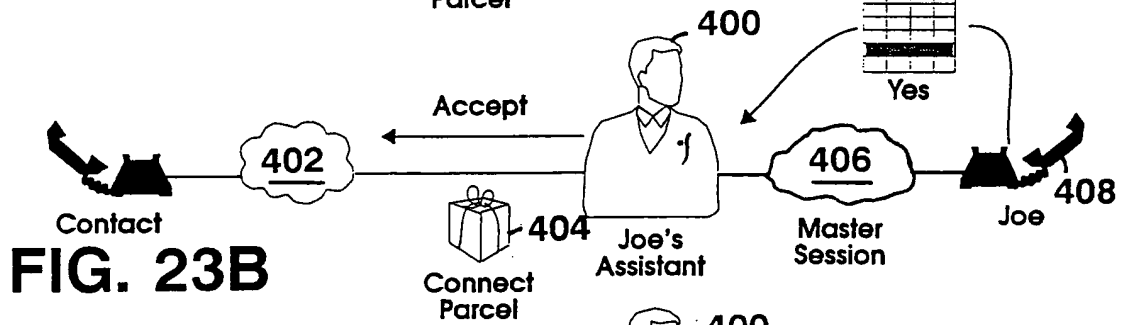 Parcel
400
Yes
Accept
402
406
408
Contact
404
Joe's
Assistant
Master
Session
Joe
FIG. 23B
Connect
Parcel
400